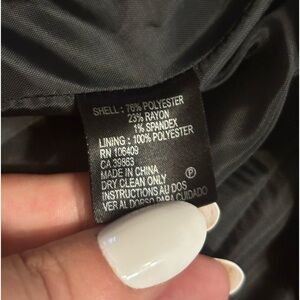 SHELL : 76% POLYESTER
23% RAYON
1% SPANDEX
LINING : 100% POLYESTER
RN 106409
CA 39863
MADE IN CHINA
DRY CLEAN ONLY
P
INSTRUCTIONS AU DOS
VER AL DORSO PARA CUIDADO